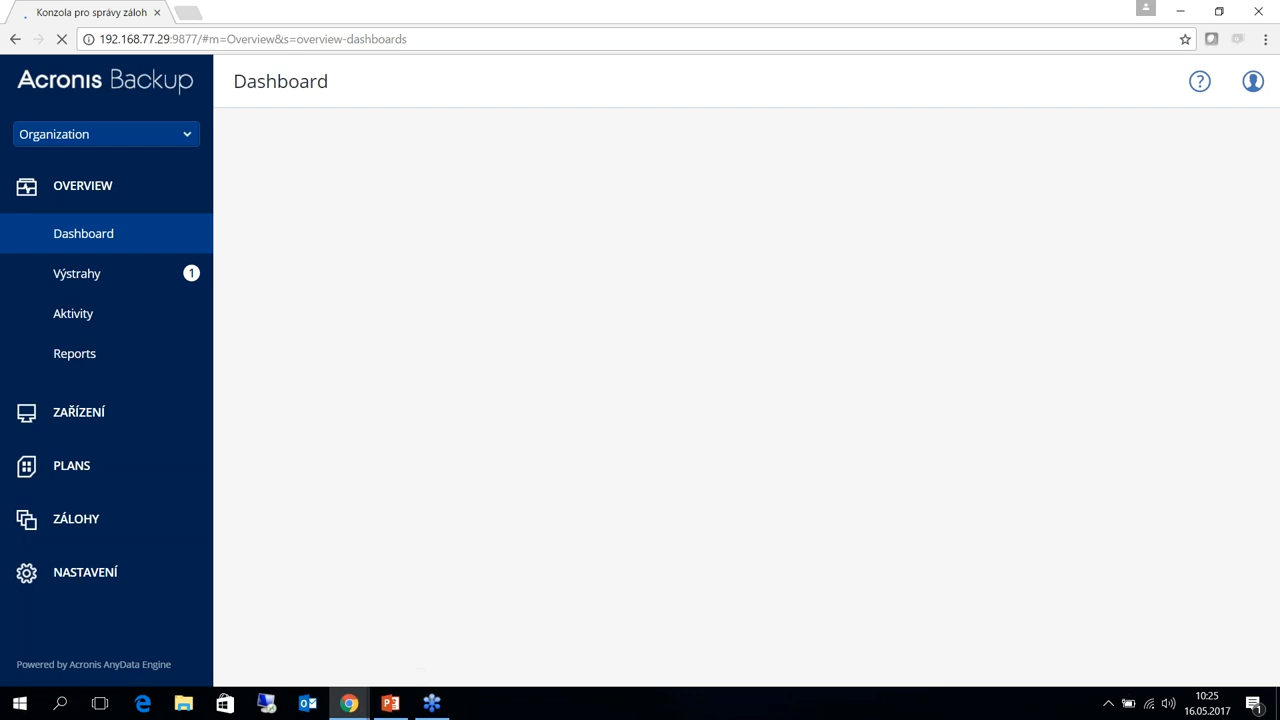 Konzola pro správy záloh
192.168.77.29:9877/#m=Overview&s=overview-dashboards
Acronis Backup
Dashboard
Organization
OVERVIEW
Dashboard
Výstrahy 1
Aktivity
Reports
ZAŘÍZENÍ
PLANS
ZÁLOHY
NASTAVENÍ
Powered by Acronis AnyData Engine
10:25
16.05.2017
1